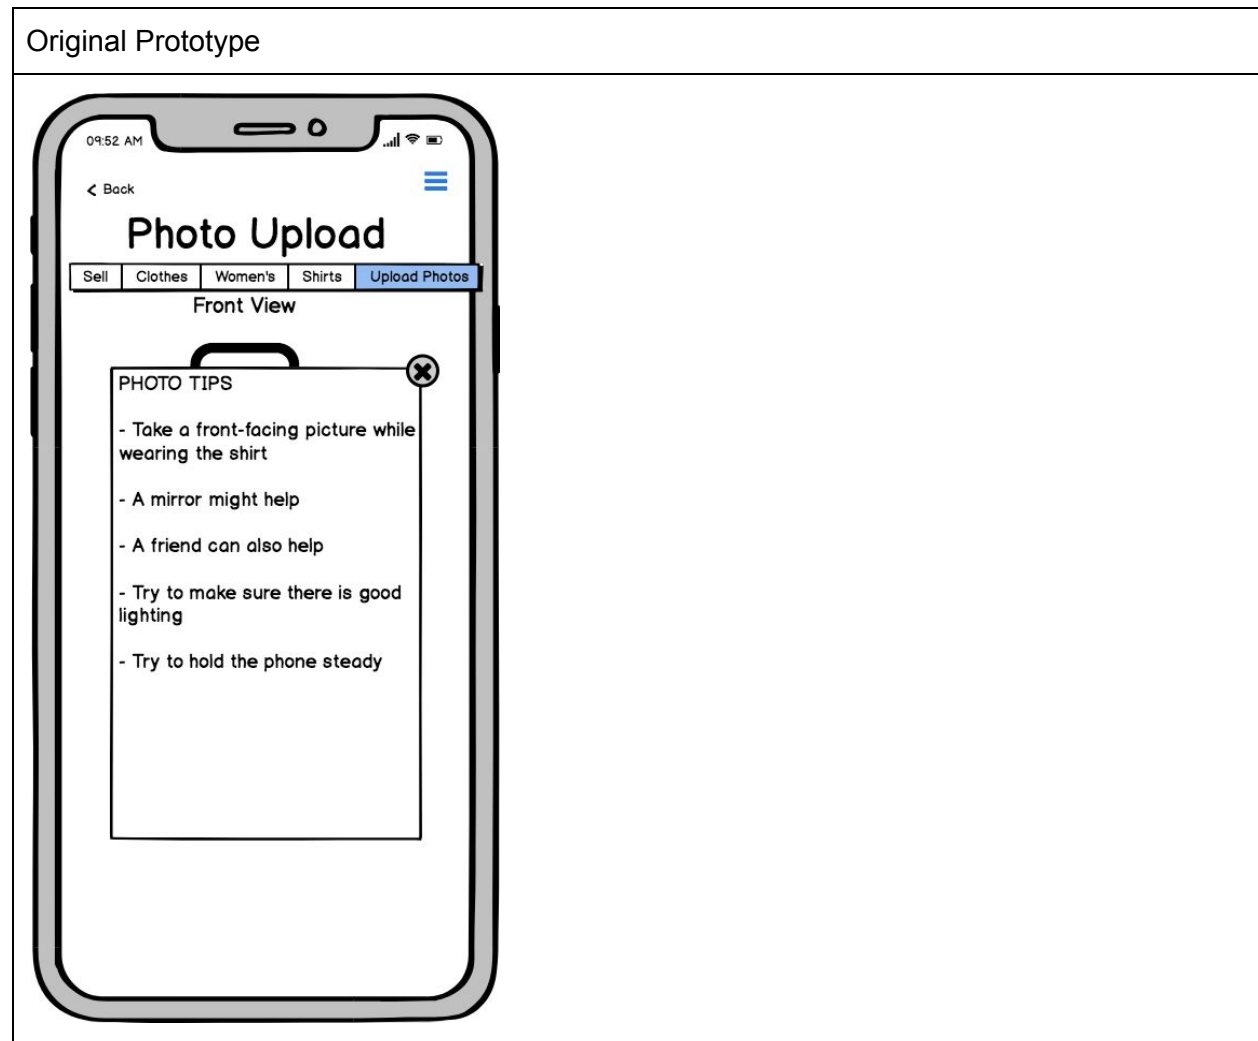 Original Prototype
09:52 AM
Back
Photo Upload
Sell Clothes Women's Shirts Upload Photos
Front View
PHOTO TIPS
- Take a front-facing picture while
wearing the shirt
- A mirror might help
- A friend can also help
- Try to make sure there is good
lighting
- Try to hold the phone steady